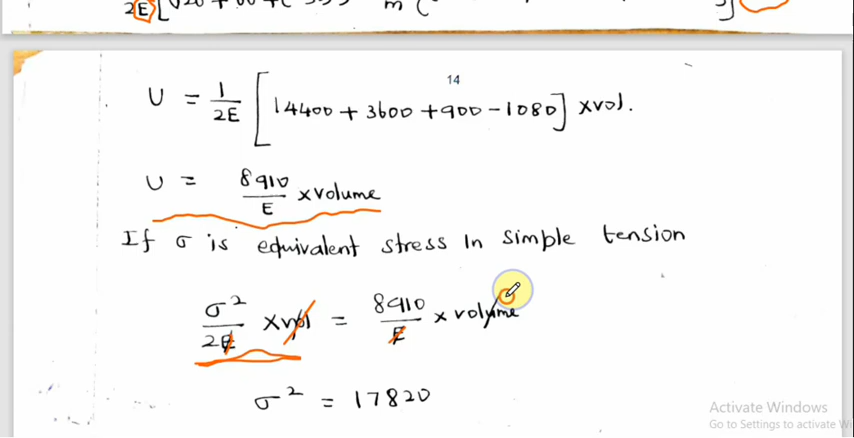 2E
m
14
U = 1/2E [14400 + 3600 + 900 - 1080] x vol.
U = 8910/E x volume
If σ is equivalent stress in simple tension
σ²/2E x vol = 8910/E x volume
σ² = 17820
Activate Windows
Go to Settings to activate Wi